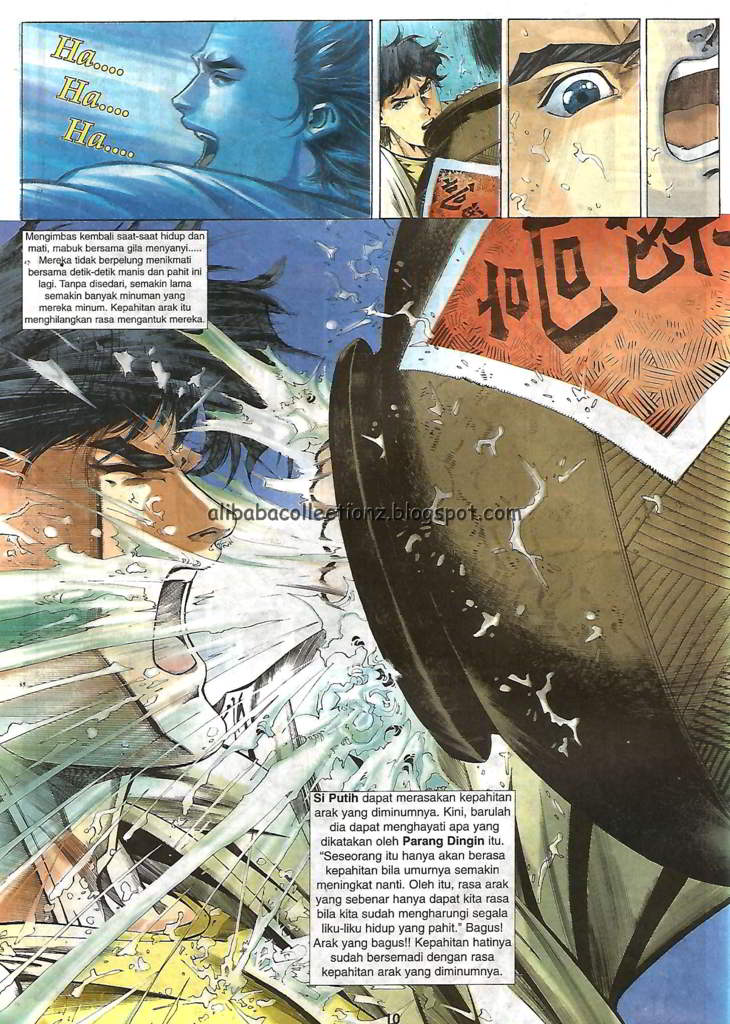 Ha....
Ha....
Ha....
Mengimbas kembali saat-saat hidup dan
mati, mabuk bersama gila menyanyi.....
Mereka tidak berpelung menikmati
bersama detik-detik manis dan pahit ini
lagi. Tanpa disedari, semakin lama
semakin banyak minuman yang
mereka minum. Kepahitan arak itu
menghilangkan rasa mengantuk mereka.
alibabacollectionz.blogspot.com
Si Putih dapat merasakan kepahitan
arak yang diminumnya. Kini, barulah
dia dapat menghayati apa yang
dikatakan oleh Parang Dingin itu.
"Seseorang itu hanya akan berasa
kepahitan bila umurnya semakin
meningkat nanti. Oleh itu, rasa arak
yang sebenar hanya dapat kita rasa
bila kita sudah mengharungi segala
liku-liku hidup yang pahit." Bagus!
Arak yang bagus!! Kepahitan hatinya
sudah bersemadi dengan rasa
kepahitan arak yang diminumnya.
10